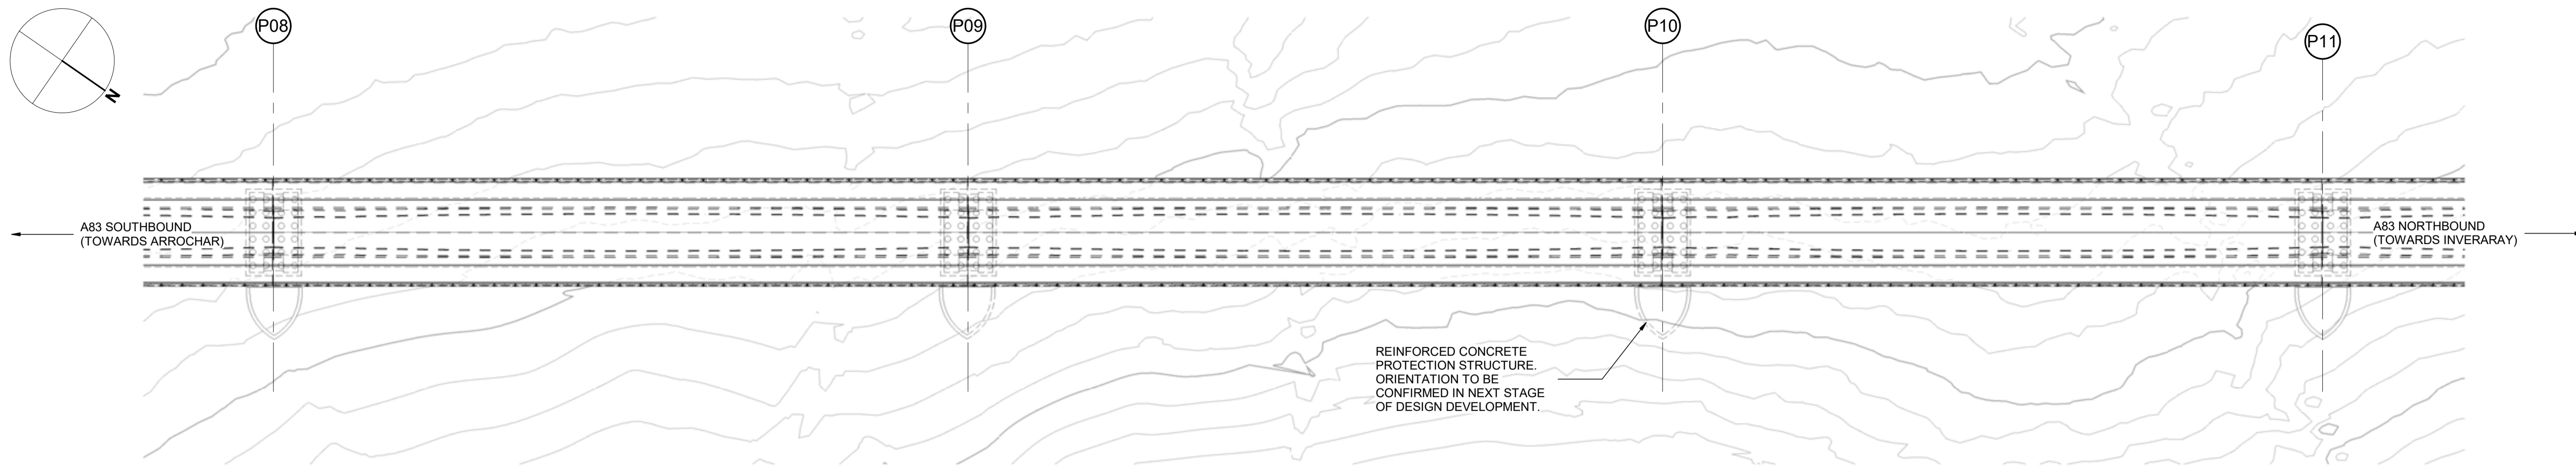 P08
P09
P10
P11
N
A83 SOUTHBOUND
(TOWARDS ARROCHAR)
A83 NORTHBOUND
(TOWARDS INVERARAY)
REINFORCED CONCRETE
PROTECTION STRUCTURE.
ORIENTATION TO BE
CONFIRMED IN NEXT STAGE
OF DESIGN DEVELOPMENT.